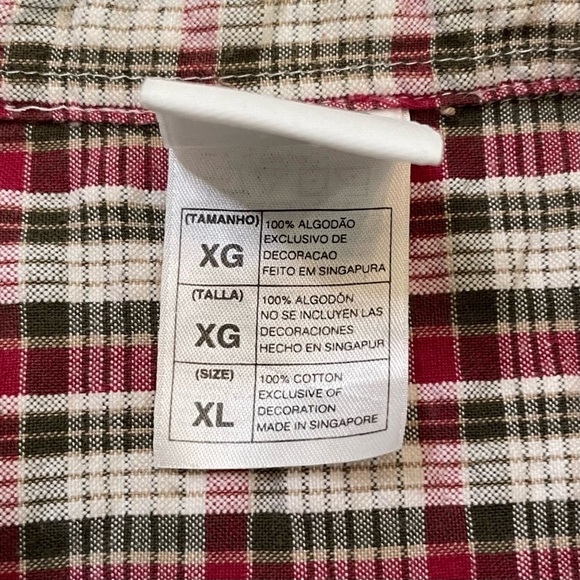 (TAMANHO)
XG
100% ALGODÃO
EXCLUSIVO DE
DECORACAO
FEITO EM SINGAPURA
(TALLA)
XG
100% ALGODÓN
NO SE INCLUYEN LAS
DECORACIONES
HECHO EN SINGAPUR
(SIZE)
XL
100% COTTON
EXCLUSIVE OF
DECORATION
MADE IN SINGAPORE